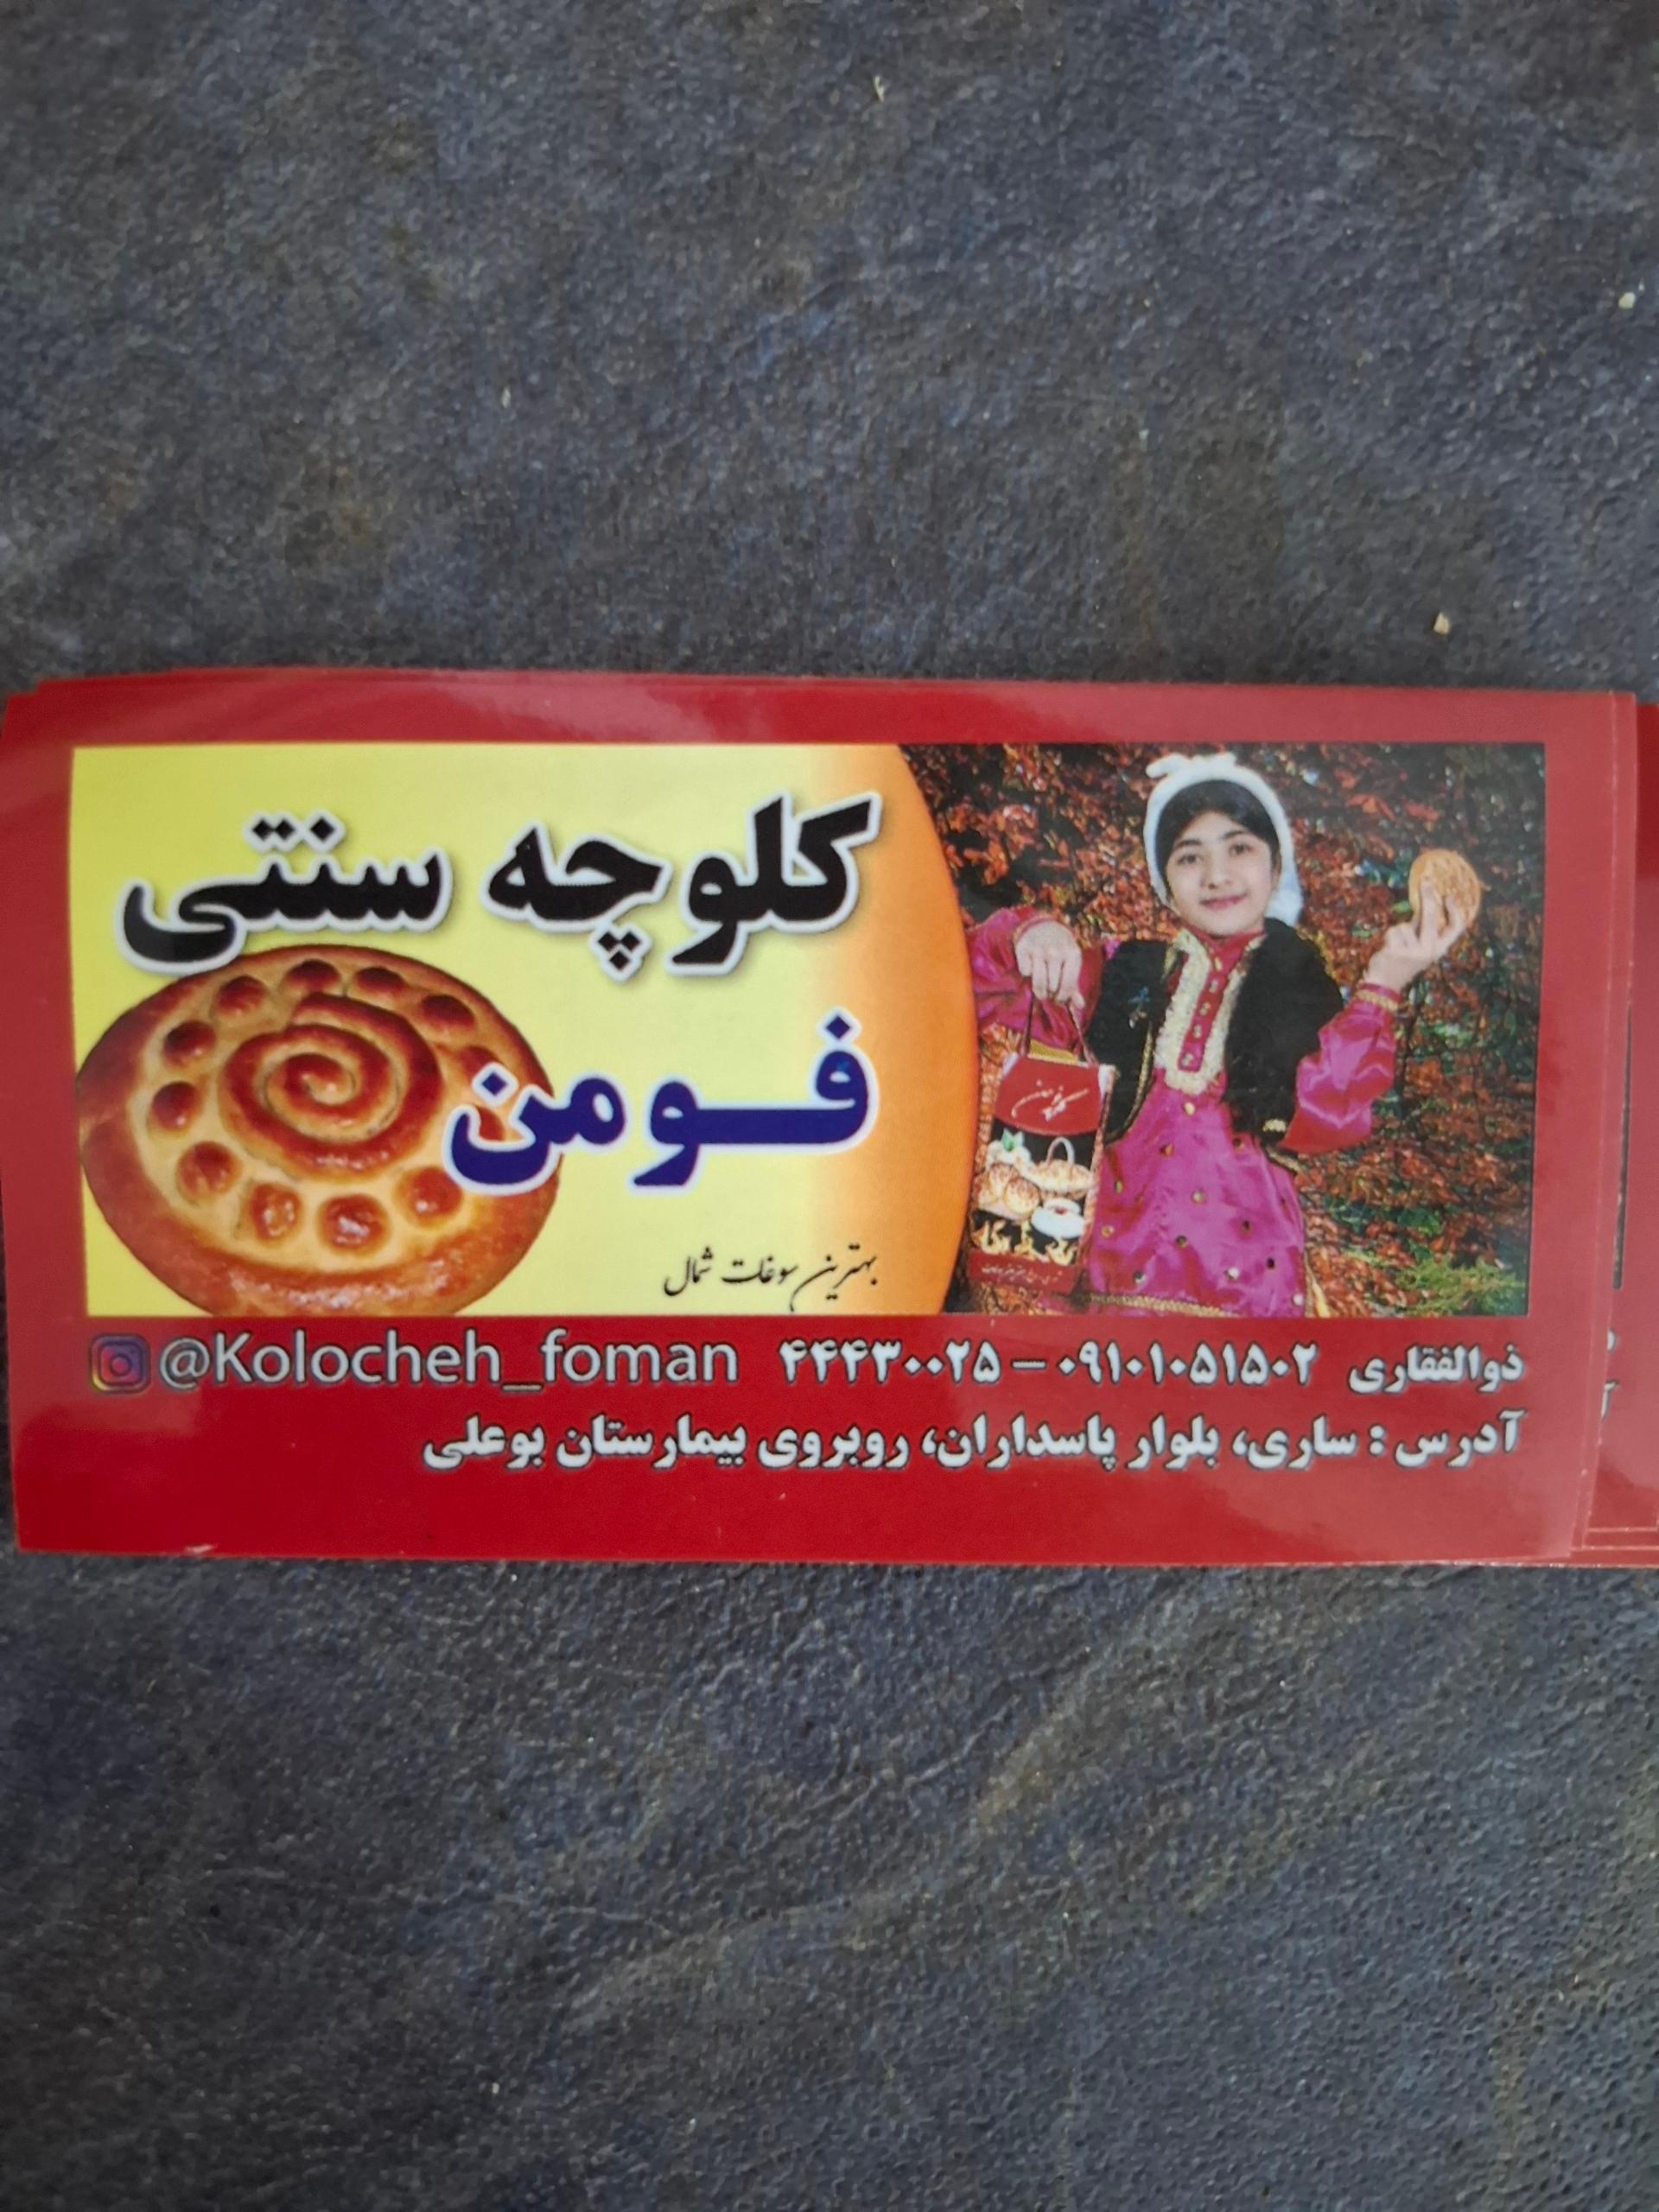 کلوچه سنتی
فومن
بهترین سوغات شمال
ذوالفقاری ۰۹۱۰۱۰۵۱۵۰۲ – ۴۴۴۳۰۰۲۵ @Kolocheh_foman
آدرس : ساری، بلوار پاسداران، روبروی بیمارستان بوعلی